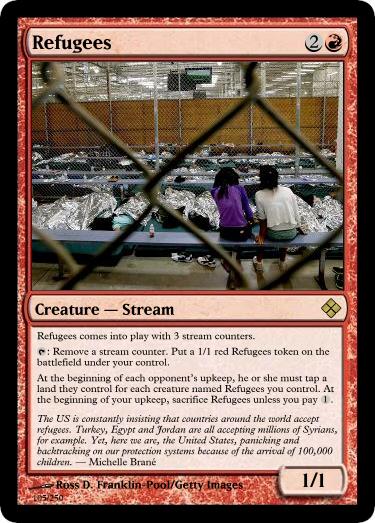 Refugees 2
Creature — Stream
Refugees comes into play with 3 stream counters.
: Remove a stream counter. Put a 1/1 red Refugees token on the
battlefield under your control.
At the beginning of each opponent's upkeep, he or she must tap a
land they control for each creature named Refugees you control. At
the beginning of your upkeep, sacrifice Refugees unless you pay 1.
The US is constantly insisting that countries around the world accept
refugees. Turkey, Egypt and Jordan are all accepting millions of Syrians,
for example. Yet, here we are, the United States, panicking and
backtracking on our protection systems because of the arrival of 100,000
children. — Michelle Brané
1/1
Ross D. Franklin-Pool/Getty Images
105/250